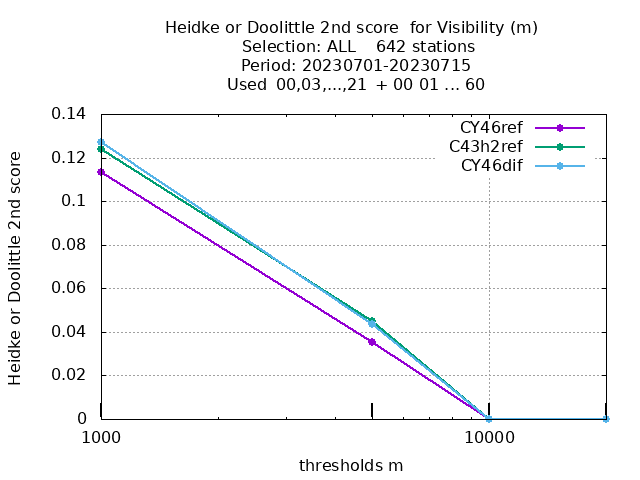 Heidke or Doolittle 2nd score  for Visibility (m)
Selection: ALL    642 stations
Period: 20230701-20230715
Used  00,03,...,21  + 00 01 ... 60
0.14
0.12
0.1
0.08
0.06
0.04
0.02
0
Heidke or Doolittle 2nd score
CY46ref
C43h2ref
CY46dif
1000
10000
thresholds m